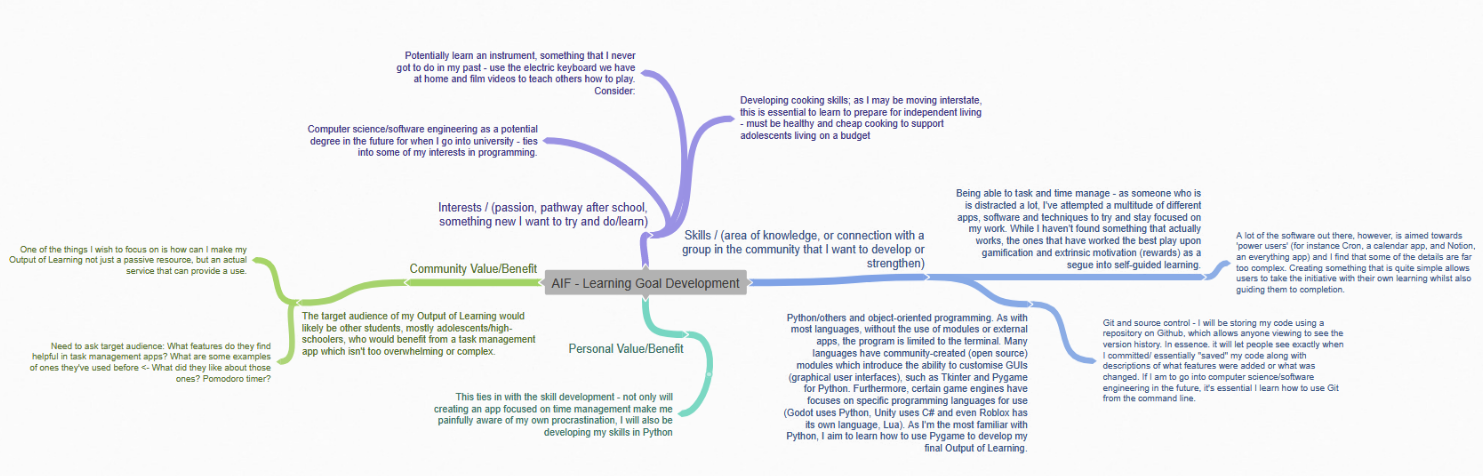 Potentially learn an instrument, something that I never
got to do in my past - use the electric keyboard we have
at home and film videos to teach others how to play.
Consider:
Developing cooking skills; as I may be moving interstate,
this is essential to learn to prepare for independent living
- must be healthy and cheap cooking to support
adolescents living on a budget
Computer science/software engineering as a potential
degree in the future for when I go into university - ties
into some of my interests in programming.
Interests / (passion, pathway after school,
something new I want to try and do/learn)
Skills / (area of knowledge, or connection with a
group in the community that I want to develop or
strengthen)
Being able to task and time manage - as someone who is
is distracted a lot, I've attempted a multitude of different
apps, software and techniques to try and stay focused on
my work. While I haven't found something that actually
works, the ones that have worked the best play upon
gamification and extrinsic motivation (rewards) as a
segue into self-guided learning.
A lot of the software out there, however, is aimed towards
'power users' (for instance Cron, a calendar app, and Notion,
an everything app) and I find that some of the details are far
too complex. Creating something that is quite simple allows
users to take the initiative with their own learning whilst also
guiding them to completion.
One of the things I wish to focus on is how can I make my
Output of Learning not just a passive resource, but an actual
service that can provide a use.
Community Value/Benefit
AIF - Learning Goal Development
The target audience of my Output of Learning would
likely be other students, mostly adolescents/high-
schoolers, who would benefit from a task management
app which isn't too overwhelming or complex.
Need to ask target audience: What features do they find
helpful in task management apps? What are some examples
of ones they've used before <- What did they like about those
ones? Pomodoro timer?
Personal Value/Benefit
This ties in with the skill development - not only will
creating an app focused on time management make me
painfully aware of my own procrastination, I will also be
developing my skills in Python
Python/others and object-oriented programming. As with
most languages, without the use of modules or external
apps, the program is limited to the terminal. Many
languages have community-created (open source)
modules which introduce the ability to customise GUIs
(graphical user interfaces), such as Tkinter and Pygame
for Python. Furthermore, certain game engines have
focuses on specific programming languages for use
(Godot uses Python, Unity uses C# and even Roblox has
its own language, Lua). As I'm the most familiar with
Python, I aim to learn how to use Pygame to develop my
final Output of Learning.
Git and source control - I will be storing my code using a
repository on Github, which allows anyone viewing to see the
version history. In essence. it will let people see exactly when
I committed/ essentially "saved" my code along with
descriptions of what features were added or what was
changed. If I am to go into computer science/software
engineering in the future, it's essential I learn how to use Git
from the command line.